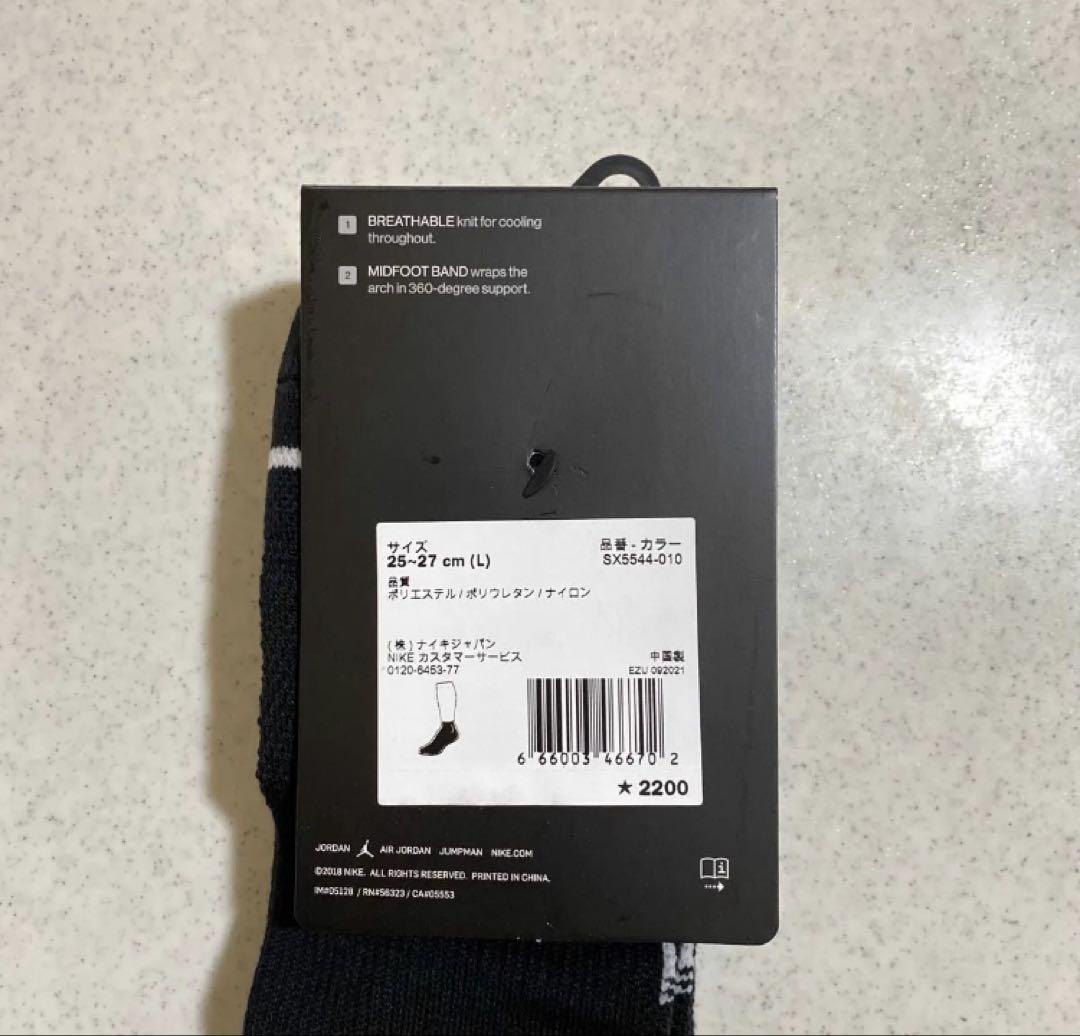 1 BREATHABLE knit for cooling
throughout.
2 MIDFOOT BAND wraps the
arch in 360-degree support.
サイズ
25~27 cm (L)
品番 - カラー
SX5544-010
品質
ポリエステル / ポリウレタン / ナイロン
( 株 ) ナイキジャパン
NIKE カスタマーサービス
0120-6453-77
中国製
EZU 092021
6 66003 46670 2
★ 2200
JORDAN AIR JORDAN JUMPMAN NIKE.COM
©2018 NIKE. ALL RIGHTS RESERVED. PRINTED IN CHINA.
IM#05128 / RN#56323 / CA#05553